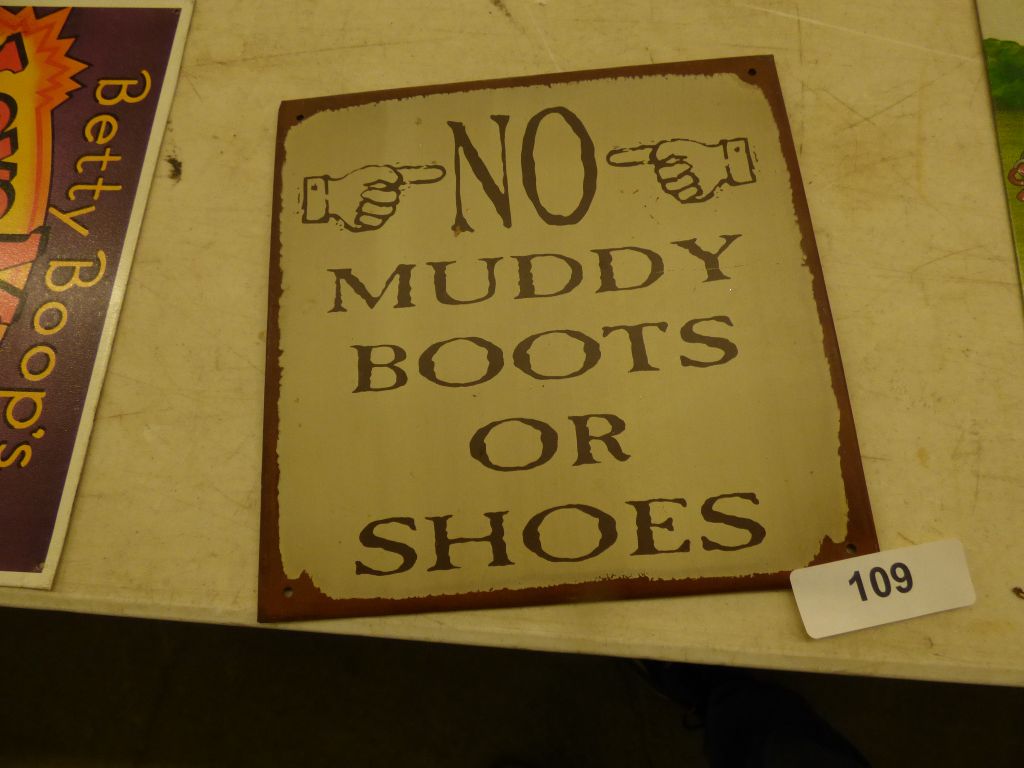 NO
MUDDY
BOOTS
OR
SHOES
109
Betty Boop's